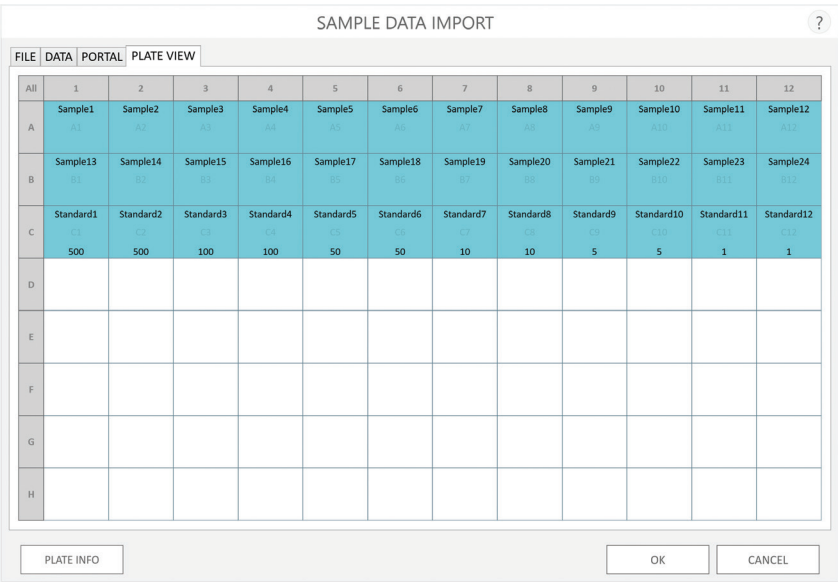 SAMPLE DATA IMPORT ?
FILE DATA PORTAL PLATE VIEW
All 1 2 3 4 5 6 7 8 9 10 11 12
Sample1 Sample2 Sample3 Sample4 Sample5 Sample6 Sample7 Sample8 Sample9 Sample10 Sample11 Sample12
A A1 A2 A3 A4 A5 A6 A7 A8 A9 A10 A11 A12
Sample13 Sample14 Sample15 Sample16 Sample17 Sample18 Sample19 Sample20 Sample21 Sample22 Sample23 Sample24
B B1 B2 B3 B4 B5 B6 B7 B8 B9 B10 B11 B12
Standard1 Standard2 Standard3 Standard4 Standard5 Standard6 Standard7 Standard8 Standard9 Standard10 Standard11 Standard12
C C1 C2 C3 C4 C5 C6 C7 C8 C9 C10 C11 C12
500 500 100 100 50 50 10 10 5 5 1 1
D
E
F
G
H
PLATE INFO OK CANCEL